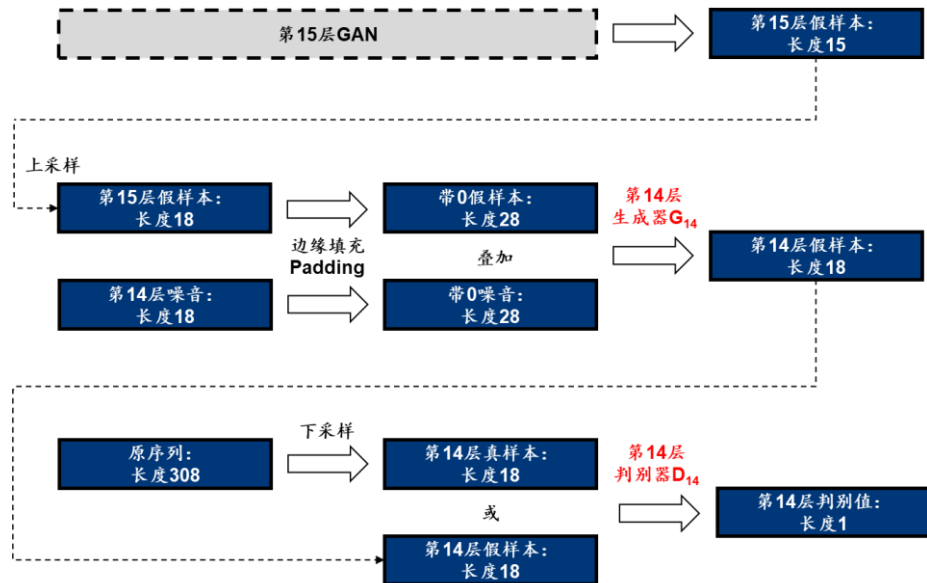 第15层GAN
第15层假样本：
长度15
上采样
第15层假样本：
长度18
带0假样本：
长度28
第14层
生成器G₁₄
边缘填充
Padding
叠加
第14层假样本：
长度18
第14层噪音：
长度18
带0噪音：
长度28
下采样
原序列：
长度308
第14层真样本：
长度18
第14层
判别器D₁₄
或
第14层判别值：
长度1
第14层假样本：
长度18